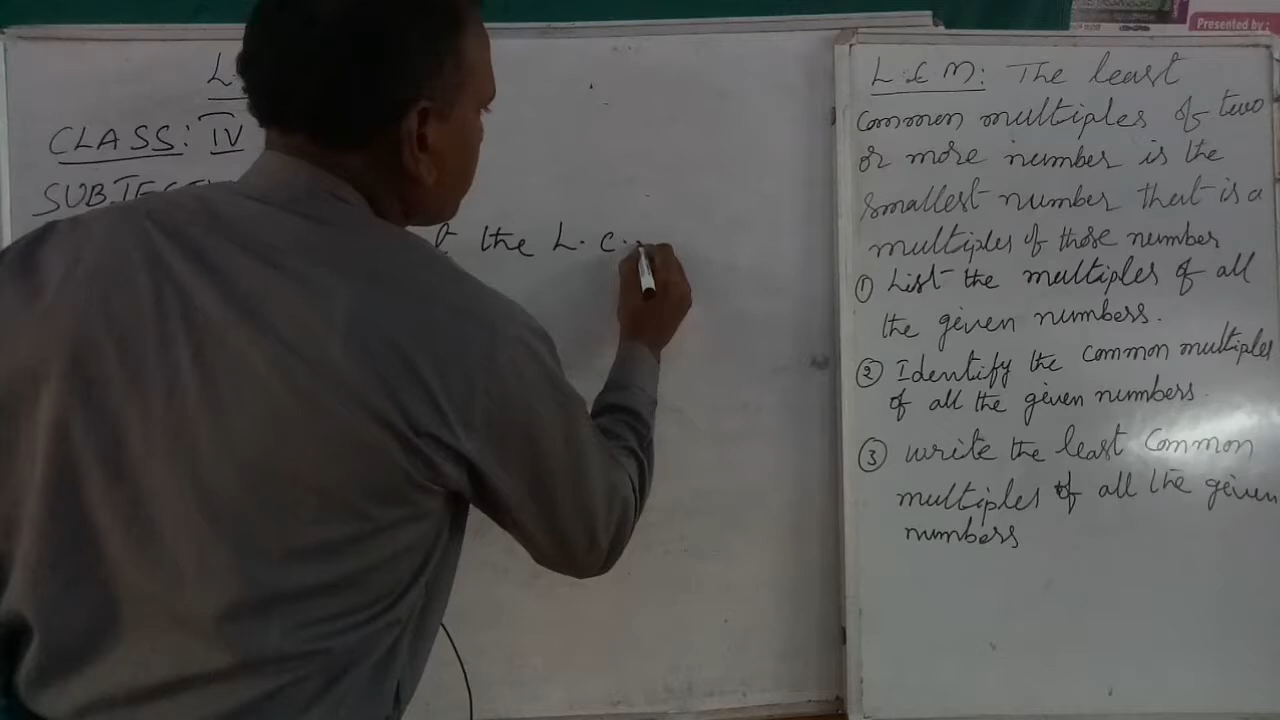 L.
CLASS: IV
the L. C.
L.C M: The least
common multiples of two
or more number is the
smallest number that is a
multiples of those number
① List the multiples of all
the given numbers.
② Identify the common multiples
of all the given numbers.
③ write the least Common
multiples of all the given
numbers
Presented by :